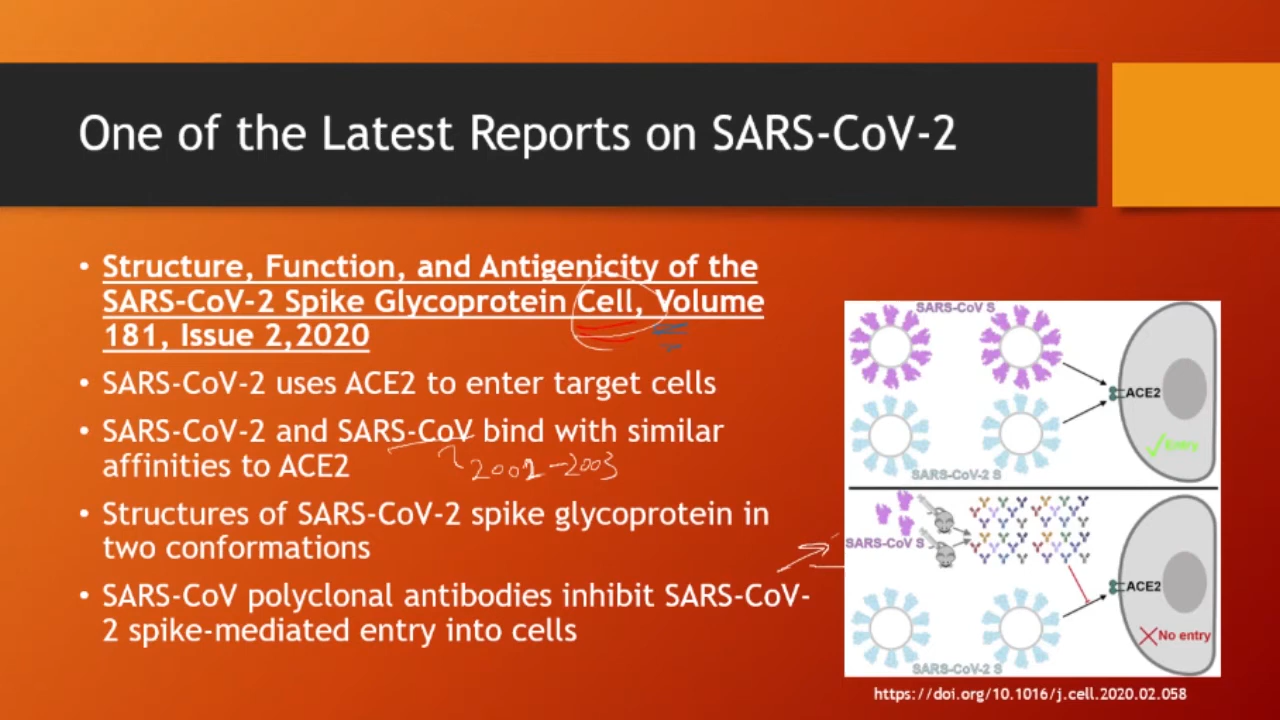 One of the Latest Reports on SARS-CoV-2
• Structure, Function, and Antigenicity of the
SARS-CoV-2 Spike Glycoprotein Cell, Volume
181, Issue 2,2020
• SARS-CoV-2 uses ACE2 to enter target cells
• SARS-CoV-2 and SARS-CoV bind with similar
affinities to ACE2
2002-2003
• Structures of SARS-CoV-2 spike glycoprotein in
two conformations
• SARS-CoV polyclonal antibodies inhibit SARS-CoV-
2 spike-mediated entry into cells
SARS-CoV S
ACE2
Entry
SARS-CoV-2 S
SARS-CoV S
ACE2
No entry
SARS-CoV-2 S
https://doi.org/10.1016/j.cell.2020.02.058